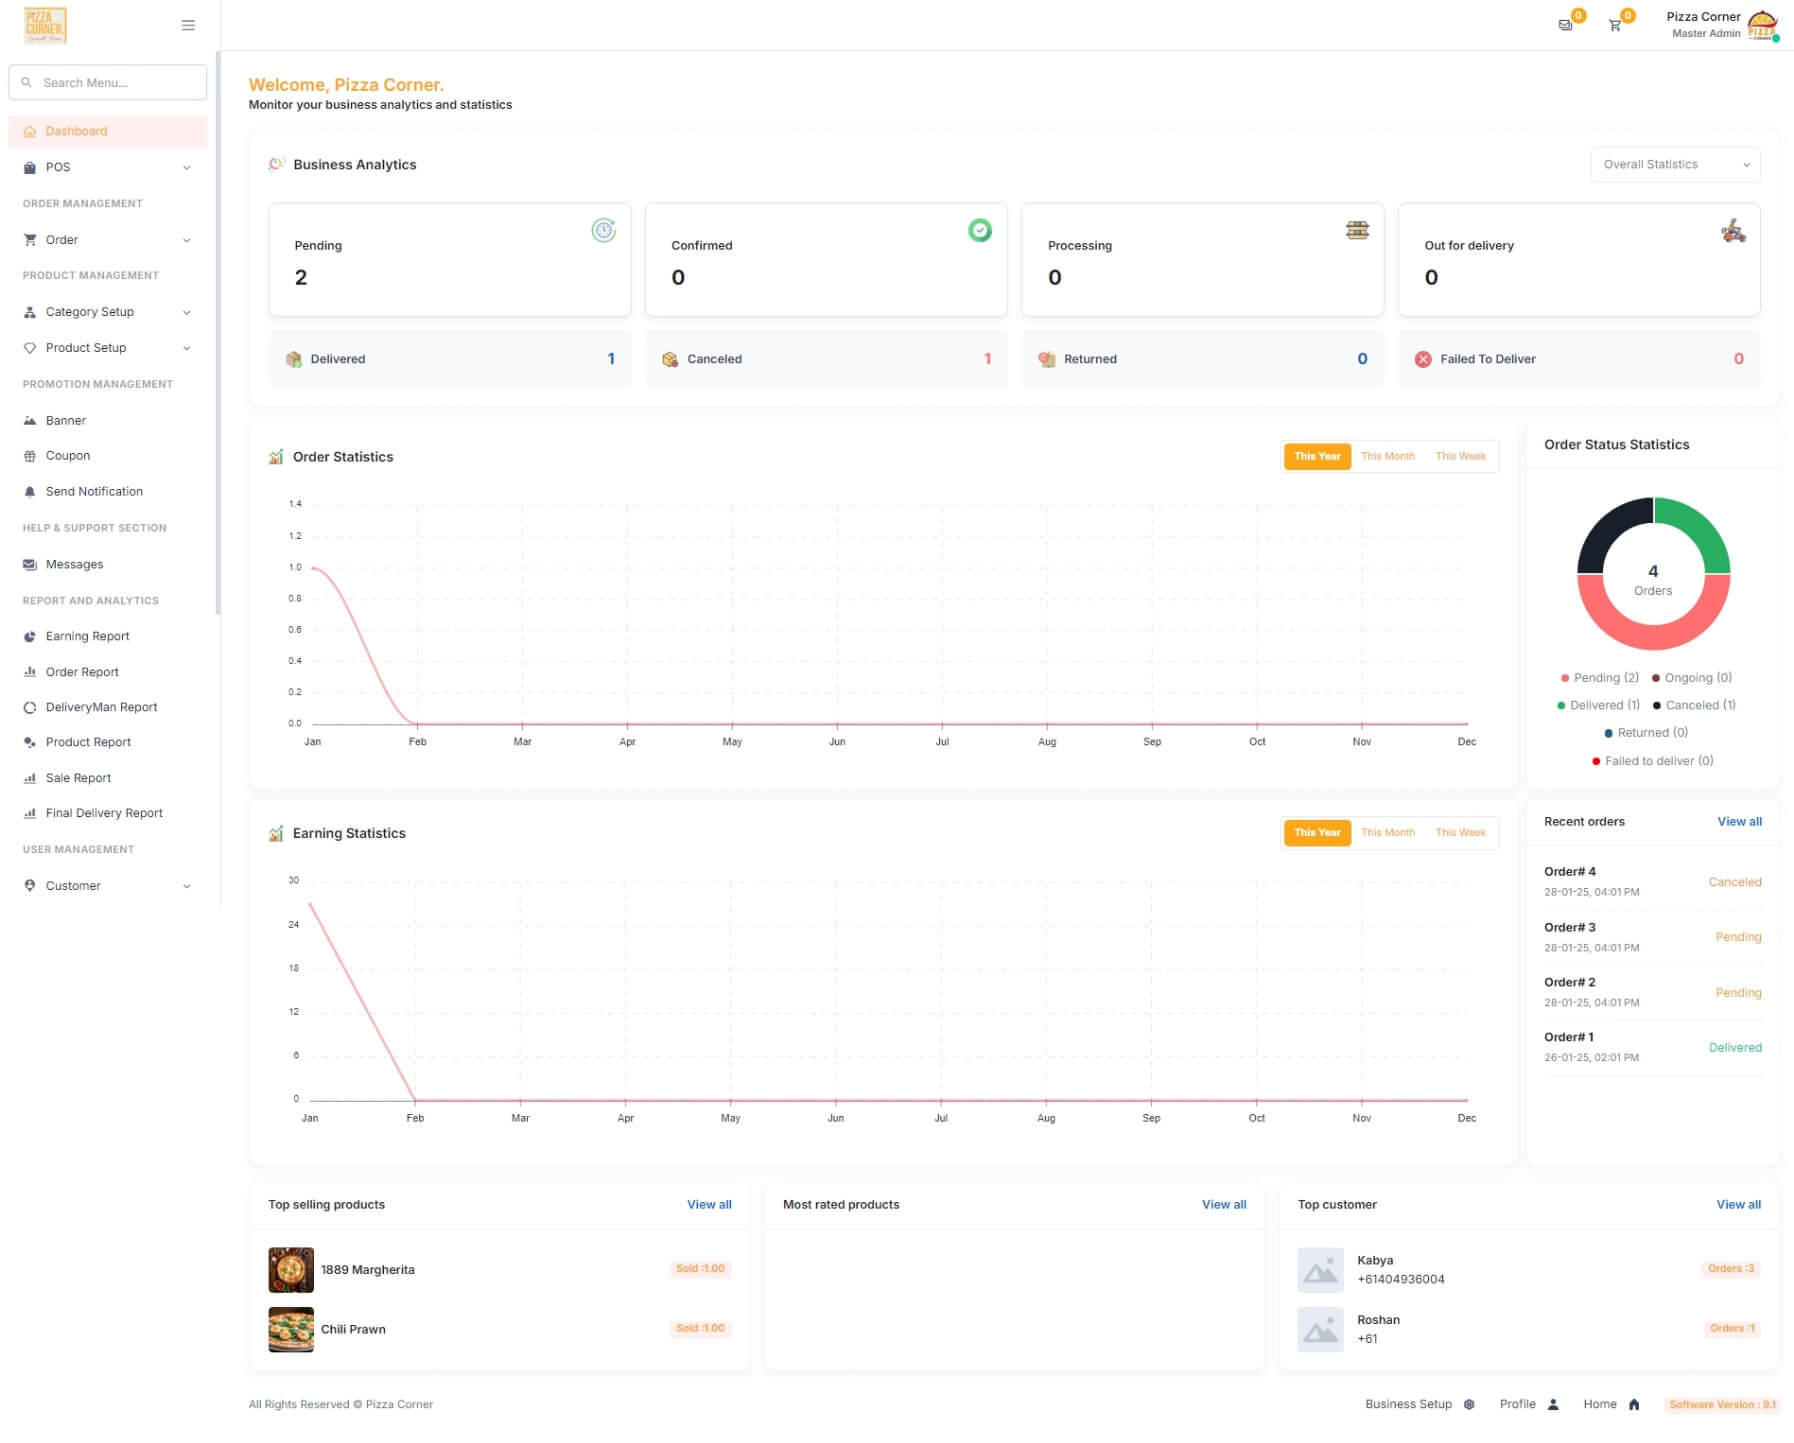 PIZZA
CORNER.
Search Menu...
Dashboard
POS
ORDER MANAGEMENT
Order
PRODUCT MANAGEMENT
Category Setup
Product Setup
PROMOTION MANAGEMENT
Banner
Coupon
Send Notification
HELP & SUPPORT SECTION
Messages
REPORT AND ANALYTICS
Earning Report
Order Report
DeliveryMan Report
Product Report
Sale Report
Final Delivery Report
USER MANAGEMENT
Customer
0
0
Pizza Corner
Master Admin
PIZZA
Welcome, Pizza Corner.
Monitor your business analytics and statistics
Business Analytics
Overall Statistics
Pending
2
Confirmed
0
Processing
0
Out for delivery
0
Delivered 1
Canceled 1
Returned 0
Failed To Deliver 0
Order Statistics
This Year This Month This Week
1.4
1.2
1.0
0.8
0.6
0.4
0.2
0.0
Jan Feb Mar Apr May Jun Jul Aug Sep Oct Nov Dec
Order Status Statistics
4
Orders
Pending (2) Ongoing (0)
Delivered (1) Canceled (1)
Returned (0)
Failed to deliver (0)
Earning Statistics
This Year This Month This Week
30
24
18
12
6
0
Jan Feb Mar Apr May Jun Jul Aug Sep Oct Nov Dec
Recent orders View all
Order# 4
28-01-25, 04:01 PM
Canceled
Order# 3
28-01-25, 04:01 PM
Pending
Order# 2
28-01-25, 04:01 PM
Pending
Order# 1
26-01-25, 02:01 PM
Delivered
Top selling products View all
1889 Margherita Sold :1.00
Chili Prawn Sold :1.00
Most rated products View all
Top customer View all
Kabya
+61404936004
Orders :3
Roshan
+61
Orders :1
All Rights Reserved © Pizza Corner
Business Setup Profile Home Software Version : 9.1